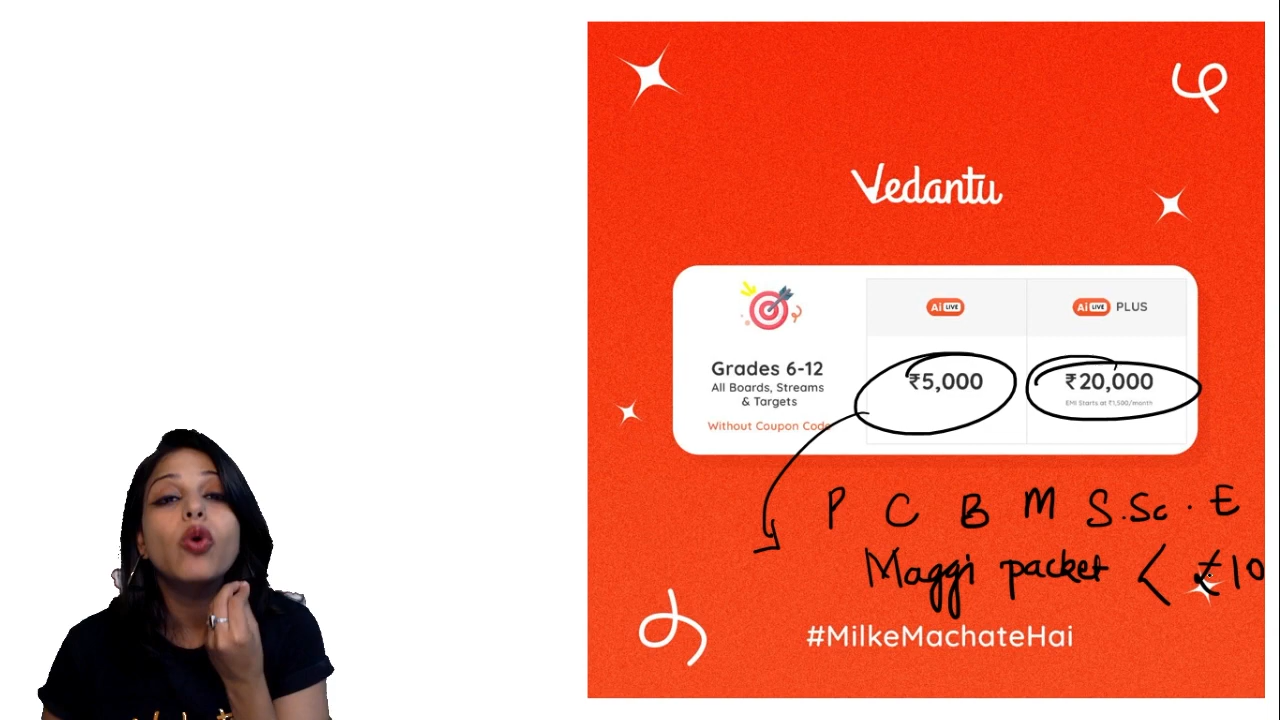 Vedantu
Ai LIVE
Ai LIVE PLUS
Grades 6-12
All Boards, Streams
& Targets
Without Coupon Code
₹5,000
₹20,000
EMI Starts at ₹1,500/month
P C B M S.Sc. E
Maggi packet < ₹10
#MilkeMachateHai